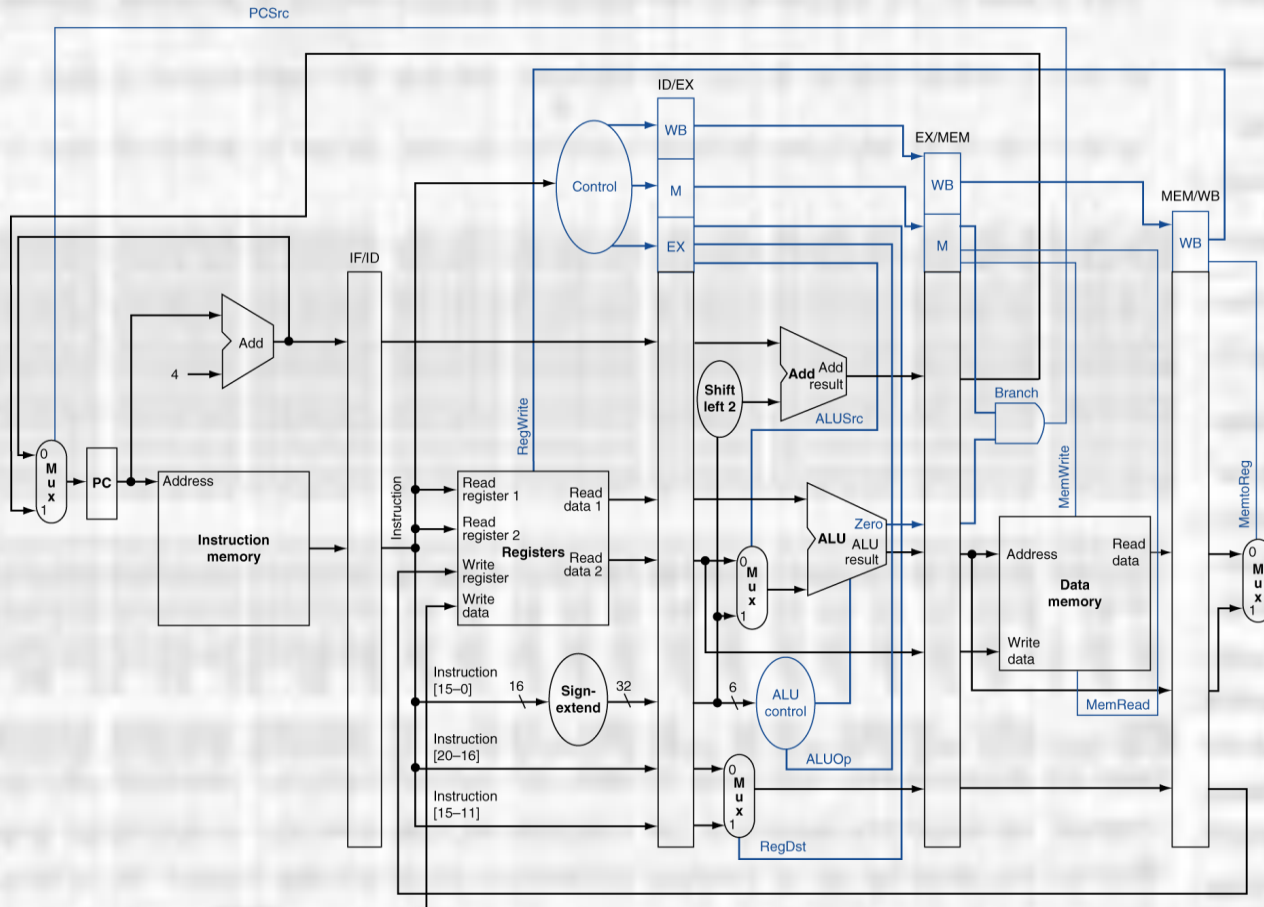 PCSrc
ID/EX
WB
EX/MEM
Control
M
WB
MEM/WB
EX
M
WB
IF/ID
Add
4
Add
Add
result
Shift
left 2
Branch
ALUSrc
RegWrite
MemWrite
MemtoReg
0
M
u
x
1
PC
Address
Instruction
memory
Instruction
Read
register 1
Read
register 2
Write
register
Write
data
Registers
Read
data 1
Read
data 2
0
M
u
x
1
ALU
Zero
ALU
result
Address
Read
data
Data
memory
Write
data
0
M
u
x
1
MemRead
Instruction
[15–0]
16
Sign-
extend
32
6
ALU
control
ALUOp
Instruction
[20–16]
Instruction
[15–11]
0
M
u
x
1
RegDst